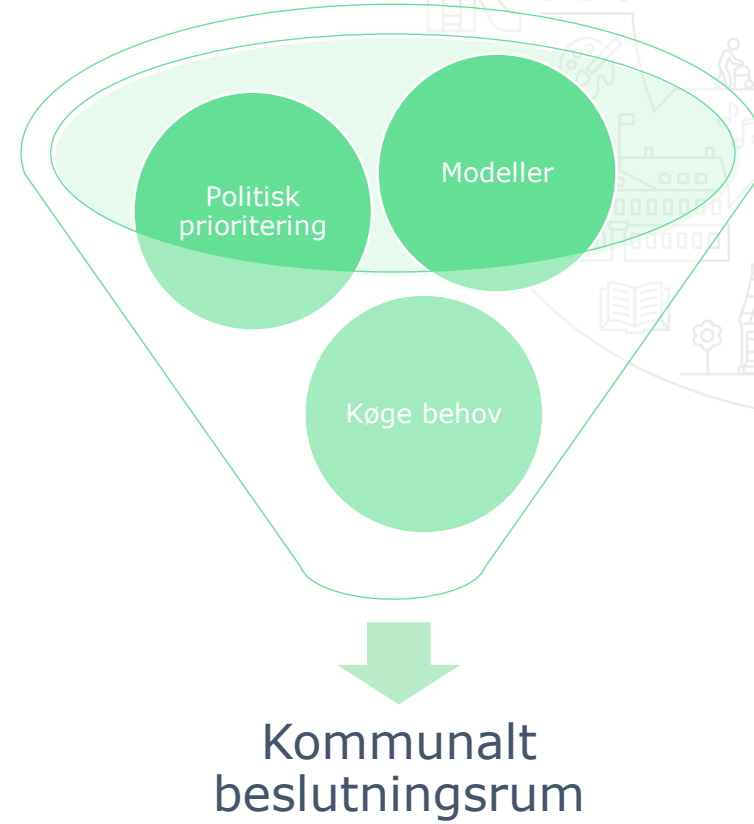 Politisk
prioritering
Modeller
Køge behov
Kommunalt
beslutningsrum